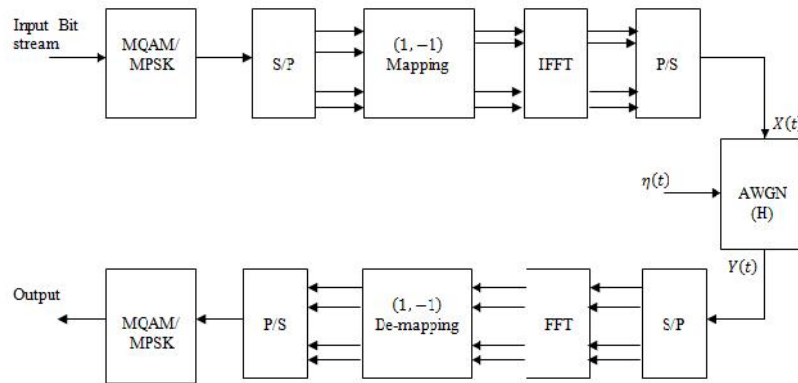 Input Bit
stream
MQAM/
MPSK
S/P
(1, −1)
Mapping
IFFT
P/S
X(t)
η(t)
AWGN
(H)
Y(t)
Output
MQAM/
MPSK
P/S
(1, −1)
De-mapping
FFT
S/P